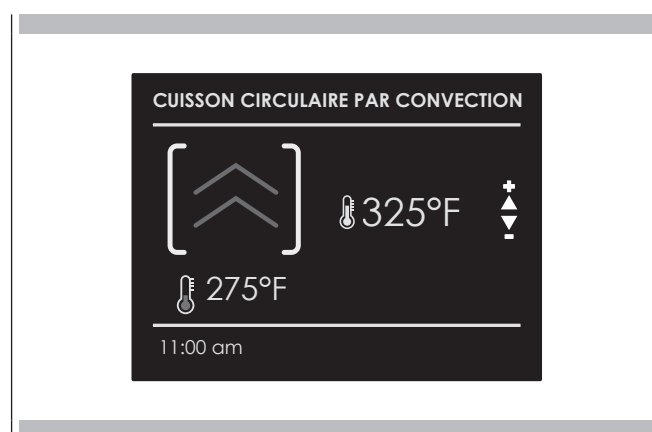 CUISSON CIRCULAIRE PAR CONVECTION
325°F
275°F
11:00 am